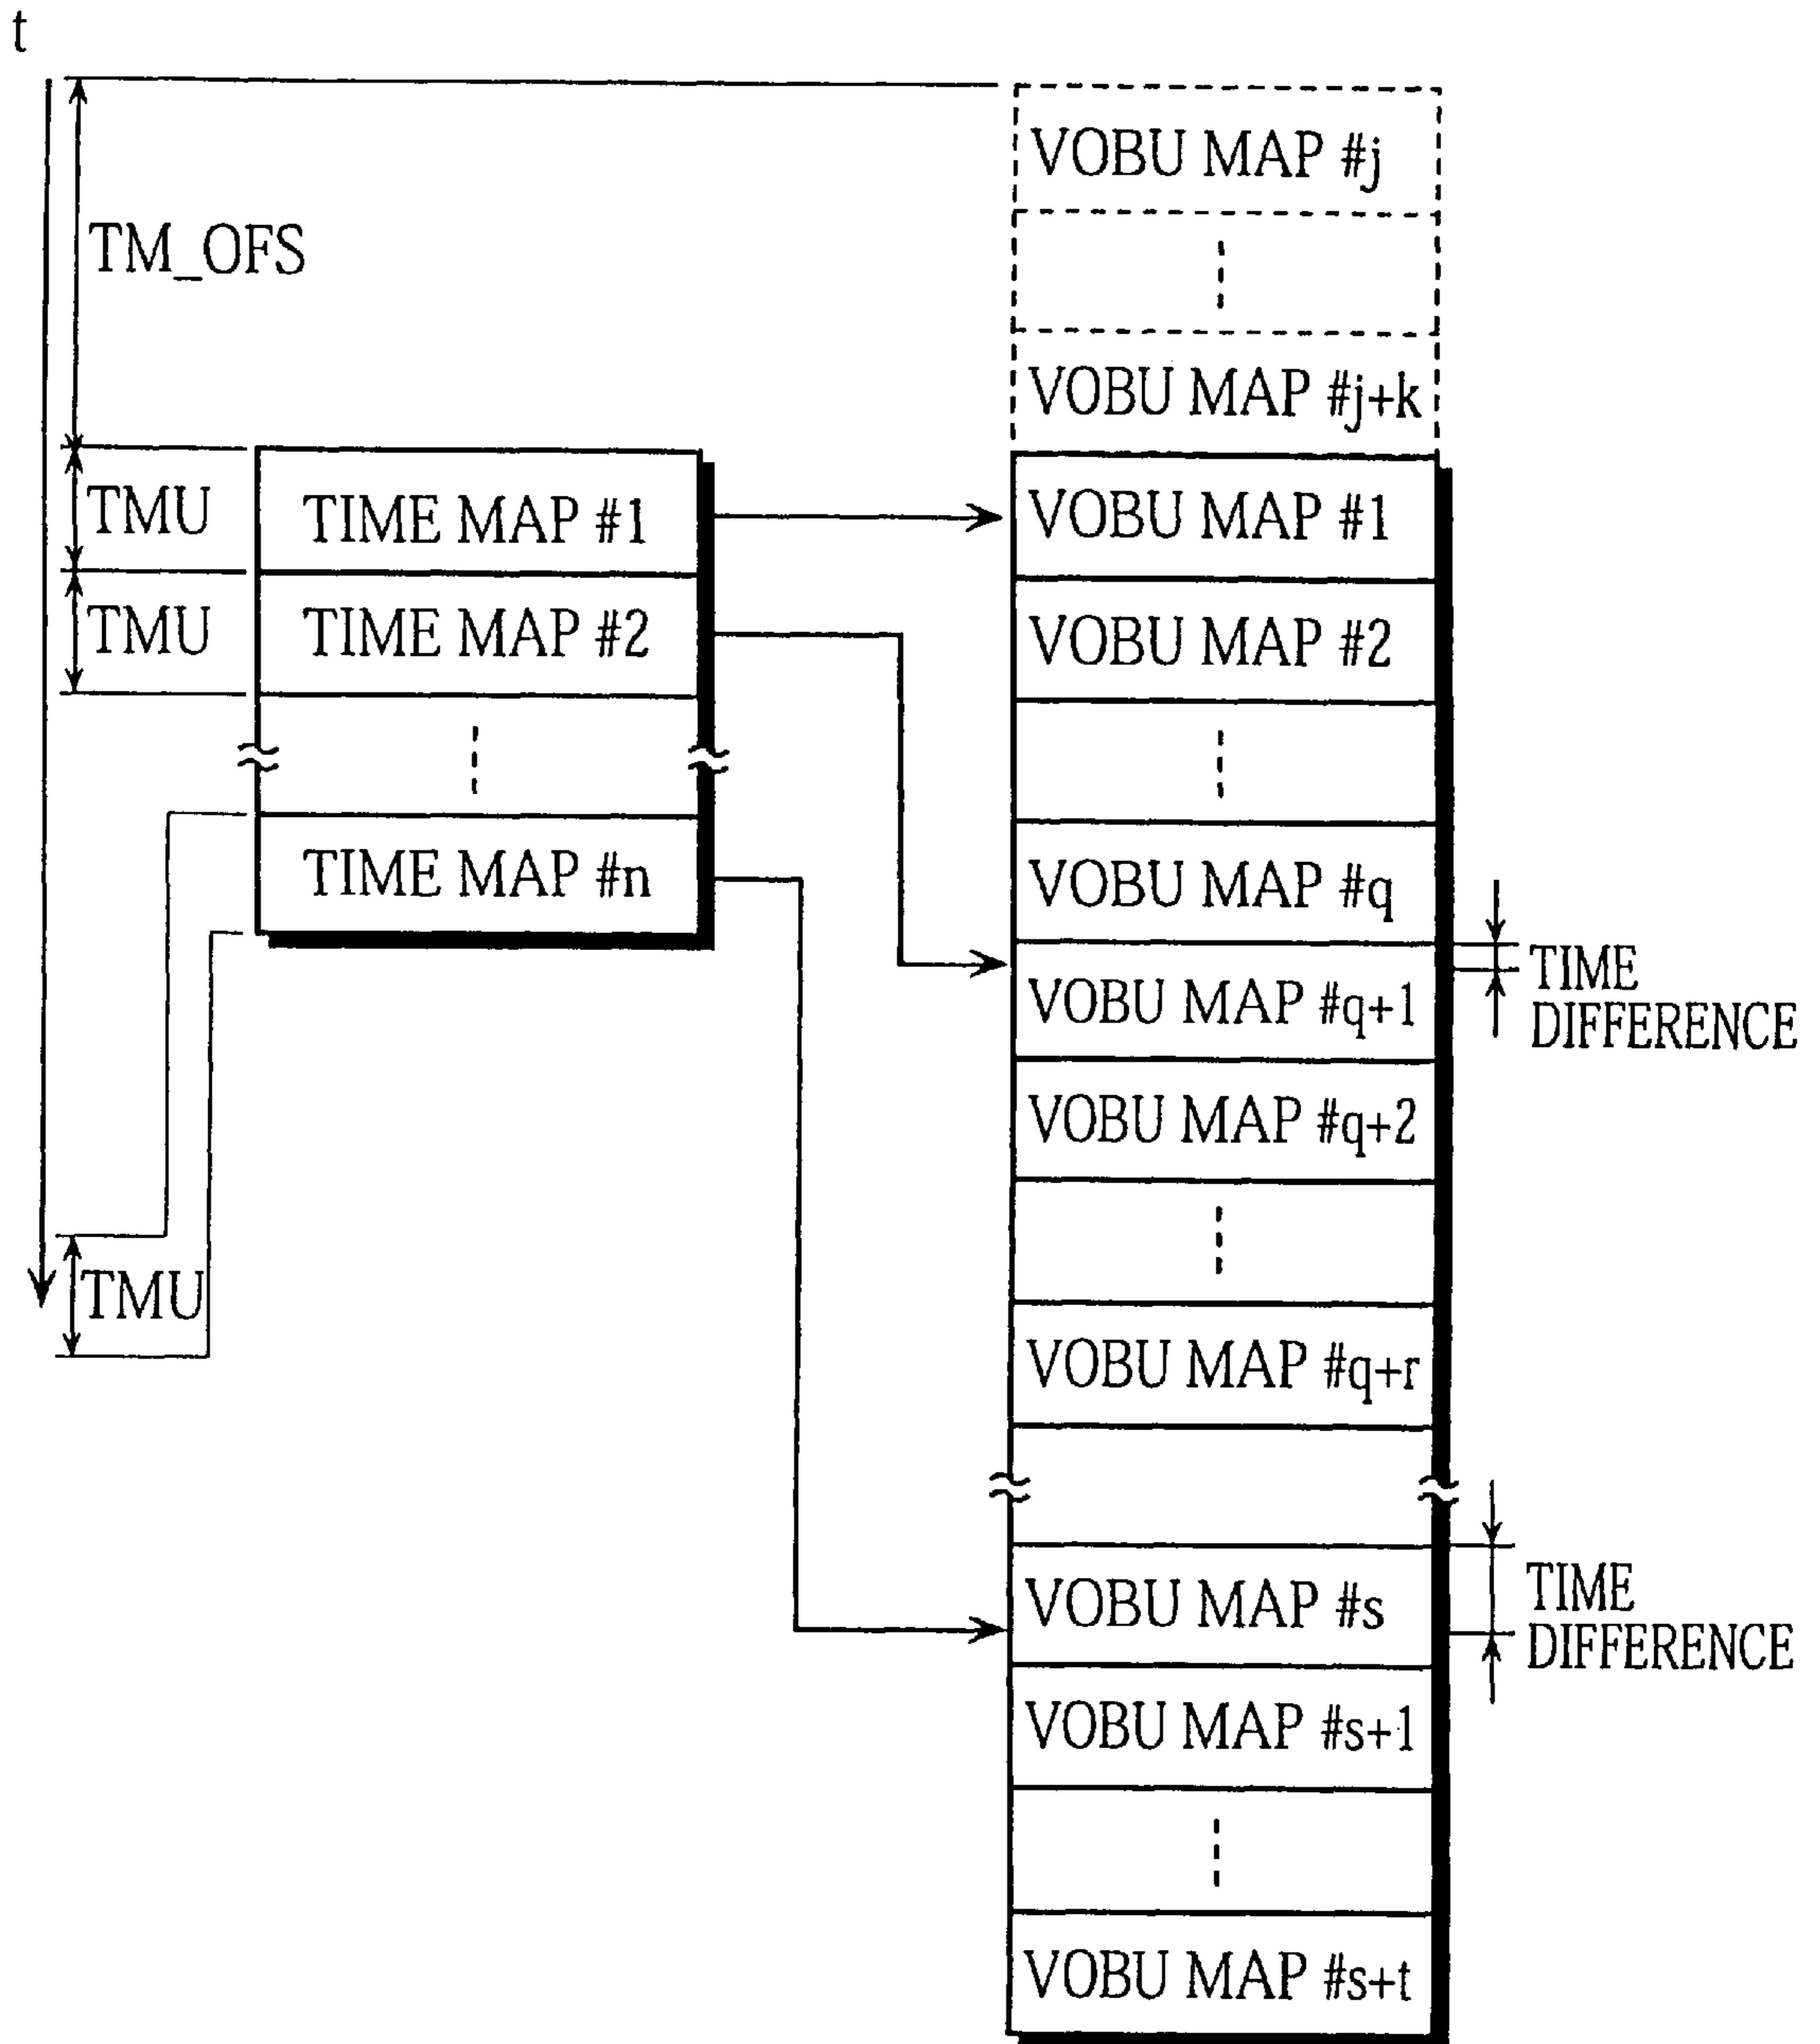 t
VOBU MAP #j
TM_OFS
VOBU MAP #j+k
TMU
TIME MAP #1
VOBU MAP #1
TMU
TIME MAP #2
VOBU MAP #2
TIME MAP #n
VOBU MAP #q
TIME
DIFFERENCE
VOBU MAP #q+1
VOBU MAP #q+2
TMU
VOBU MAP #q+r
VOBU MAP #s
TIME
DIFFERENCE
VOBU MAP #s+1
VOBU MAP #s+t